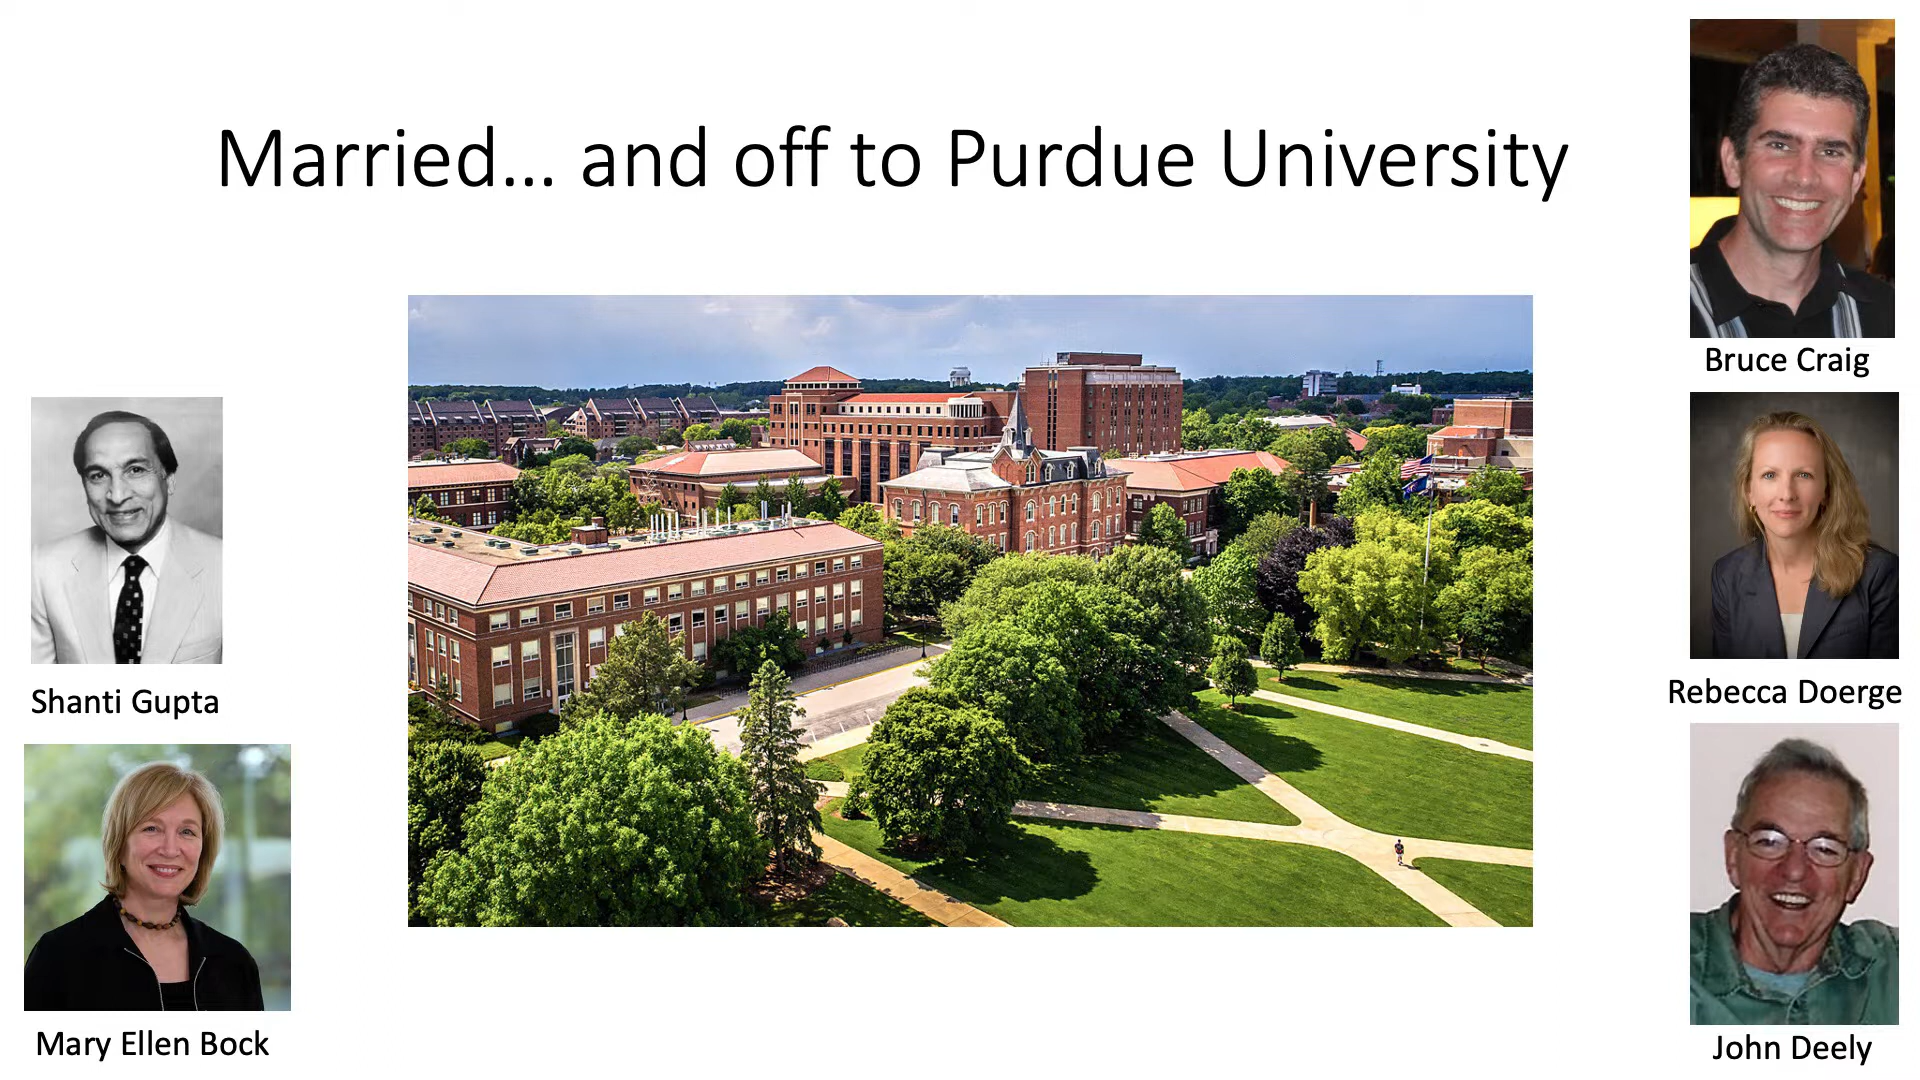 Married... and off to Purdue University
Bruce Craig
Shanti Gupta
Rebecca Doerge
Mary Ellen Bock
John Deely